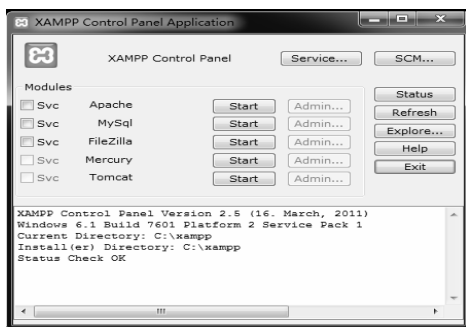 XAMPP Control Panel Application
XAMPP Control Panel
Service...
SCM...
Modules
Svc Apache Start Admin...
Svc MySql Start Admin...
Svc FileZilla Start Admin...
Svc Mercury Start Admin...
Svc Tomcat Start Admin...
Status
Refresh
Explore...
Help
Exit
XAMPP Control Panel Version 2.5 (16. March, 2011)
Windows 6.1 Build 7601 Platform 2 Service Pack 1
Current Directory: C:\xampp
Install(er) Directory: C:\xampp
Status Check OK